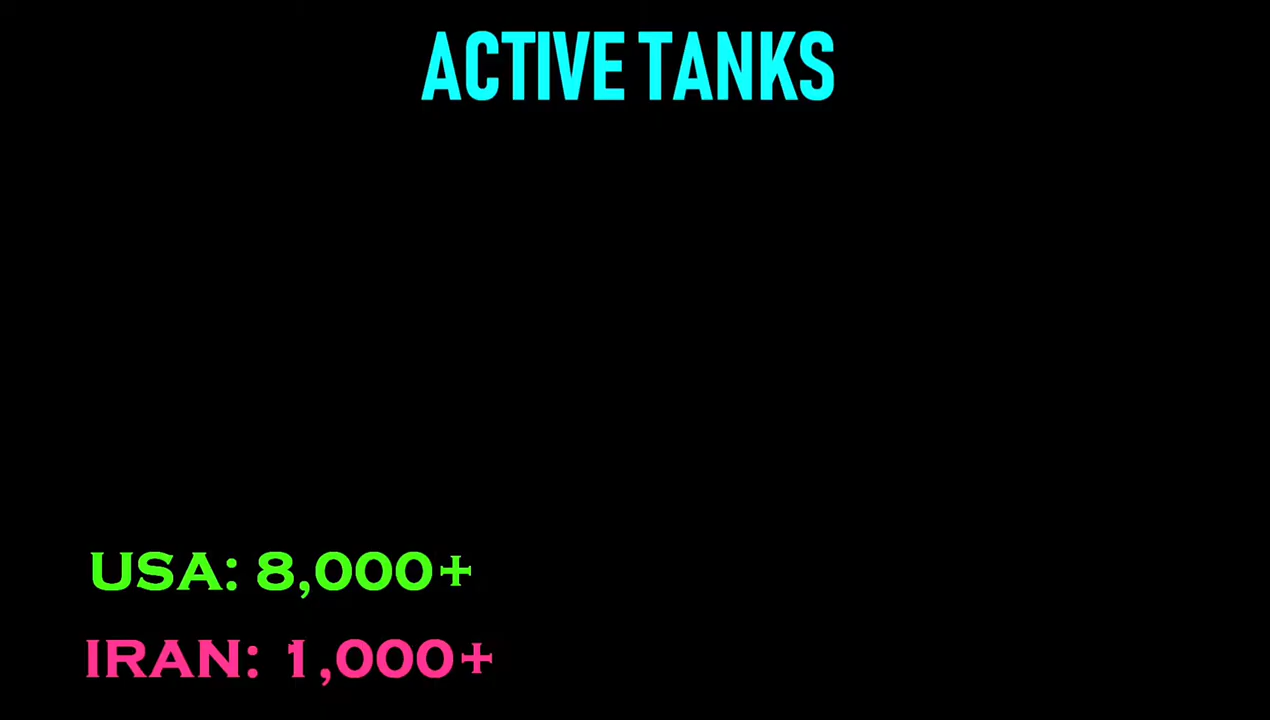 ACTIVE TANKS
USA: 8,000+
IRAN: 1,000+